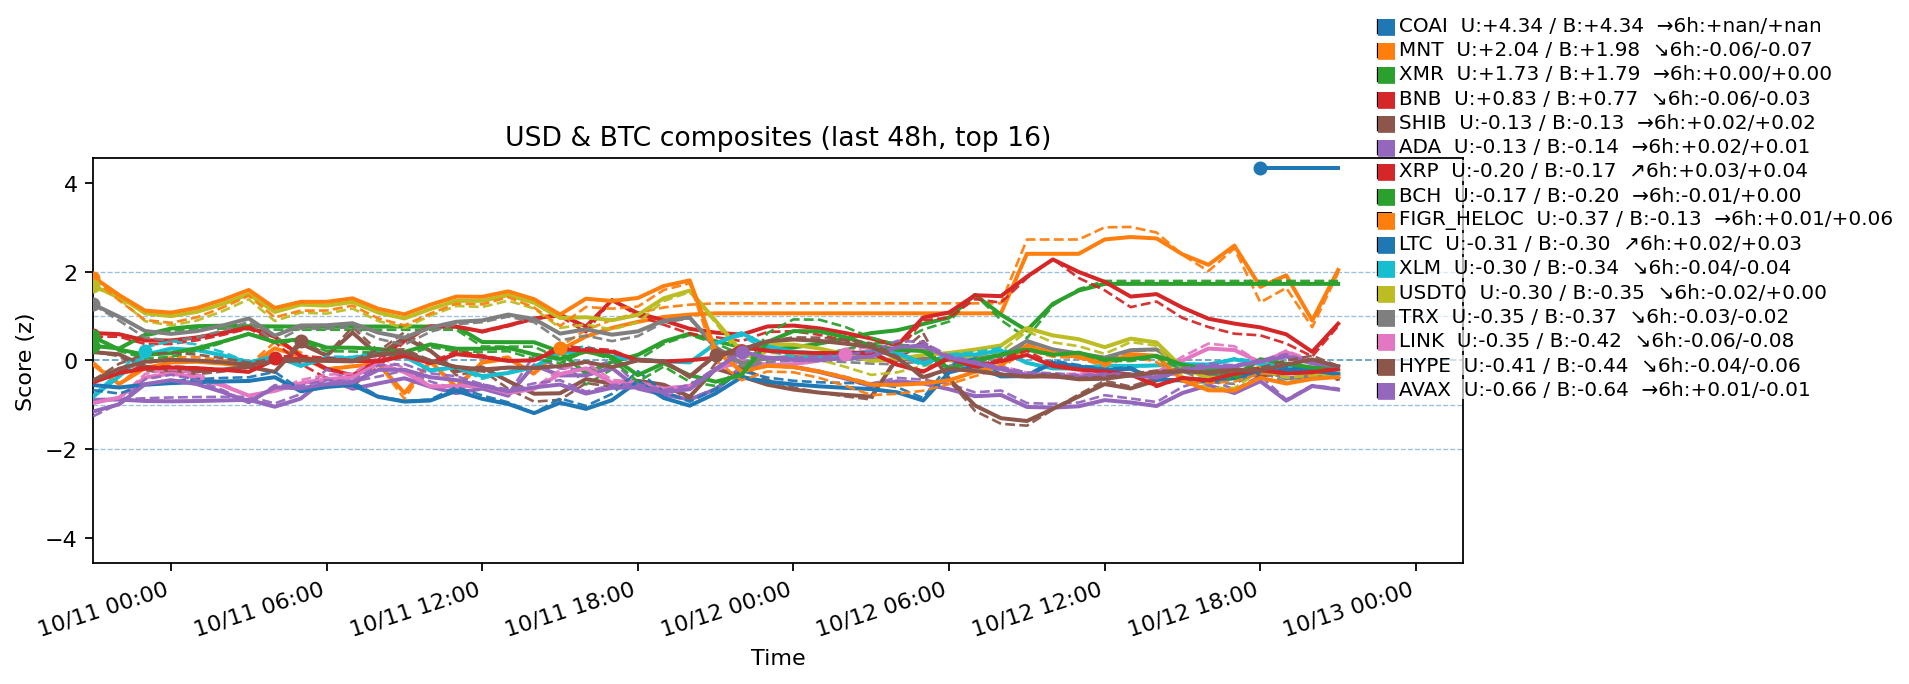 COAI  U:+4.34 / B:+4.34  →6h:+nan/+nan
MNT  U:+2.04 / B:+1.98  ↘6h:-0.06/-0.07
XMR  U:+1.73 / B:+1.79  →6h:+0.00/+0.00
BNB  U:+0.83 / B:+0.77  ↘6h:-0.06/-0.03
SHIB  U:-0.13 / B:-0.13  →6h:+0.02/+0.02
ADA  U:-0.13 / B:-0.14  →6h:+0.02/+0.01
XRP  U:-0.20 / B:-0.17  ↗6h:+0.03/+0.04
BCH  U:-0.17 / B:-0.20  →6h:-0.01/+0.00
FIGR_HELOC  U:-0.37 / B:-0.13  →6h:+0.01/+0.06
LTC  U:-0.31 / B:-0.30  ↗6h:+0.02/+0.03
XLM  U:-0.30 / B:-0.34  ↘6h:-0.04/-0.04
USDT0  U:-0.30 / B:-0.35  ↘6h:-0.02/+0.00
TRX  U:-0.35 / B:-0.37  ↘6h:-0.03/-0.02
LINK  U:-0.35 / B:-0.42  ↘6h:-0.06/-0.08
HYPE  U:-0.41 / B:-0.44  ↘6h:-0.04/-0.06
AVAX  U:-0.66 / B:-0.64  →6h:+0.01/-0.01
USD & BTC composites (last 48h, top 16)
Score (z)
4
2
0
−2
−4
10/11 00:00
10/11 06:00
10/11 12:00
10/11 18:00
10/12 00:00
10/12 06:00
10/12 12:00
10/12 18:00
10/13 00:00
Time